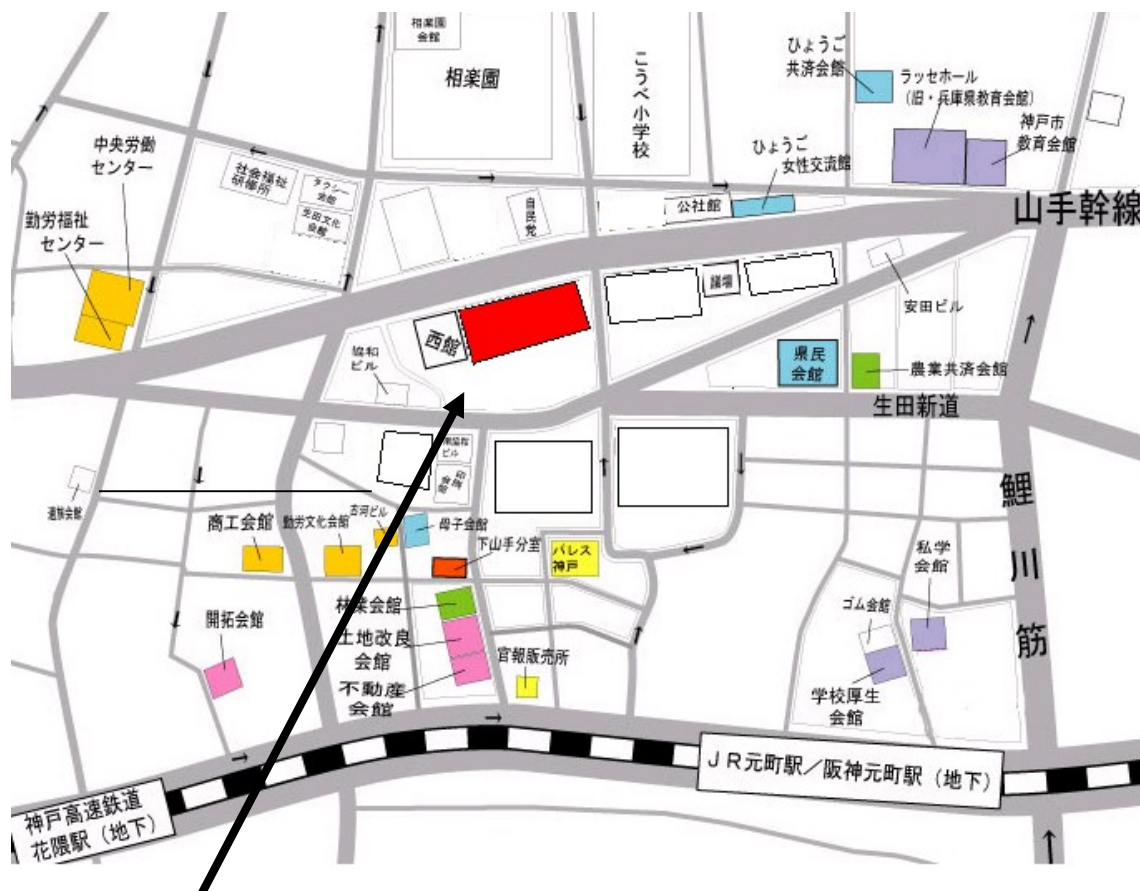 相楽園
会館
相楽園
こうべ小学校
ひょうご
共済会館
ラッセホール
(旧・兵庫県教育会館)
神戸市
教育会館
中央労働
センター
社会福祉
研修所
タクシー
会館
生田文化
会館
ひょうご
女性交流館
自民党
公社館
山手幹線
勤労福祉
センター
議場
安田ビル
西館
協和
ビル
県民
会館
農業共済会館
生田新道
遺族会館
鯉川筋
商工会館
勤労文化会館
古河ビル
母子会館
下山手分室
パレス
神戸
私学
会館
林業会館
ゴム会館
開拓会館
土地改良
会館
官報販売所
不動産
会館
学校厚生
会館
JR元町駅/阪神元町駅(地下)
神戸高速鉄道
花隈駅(地下)